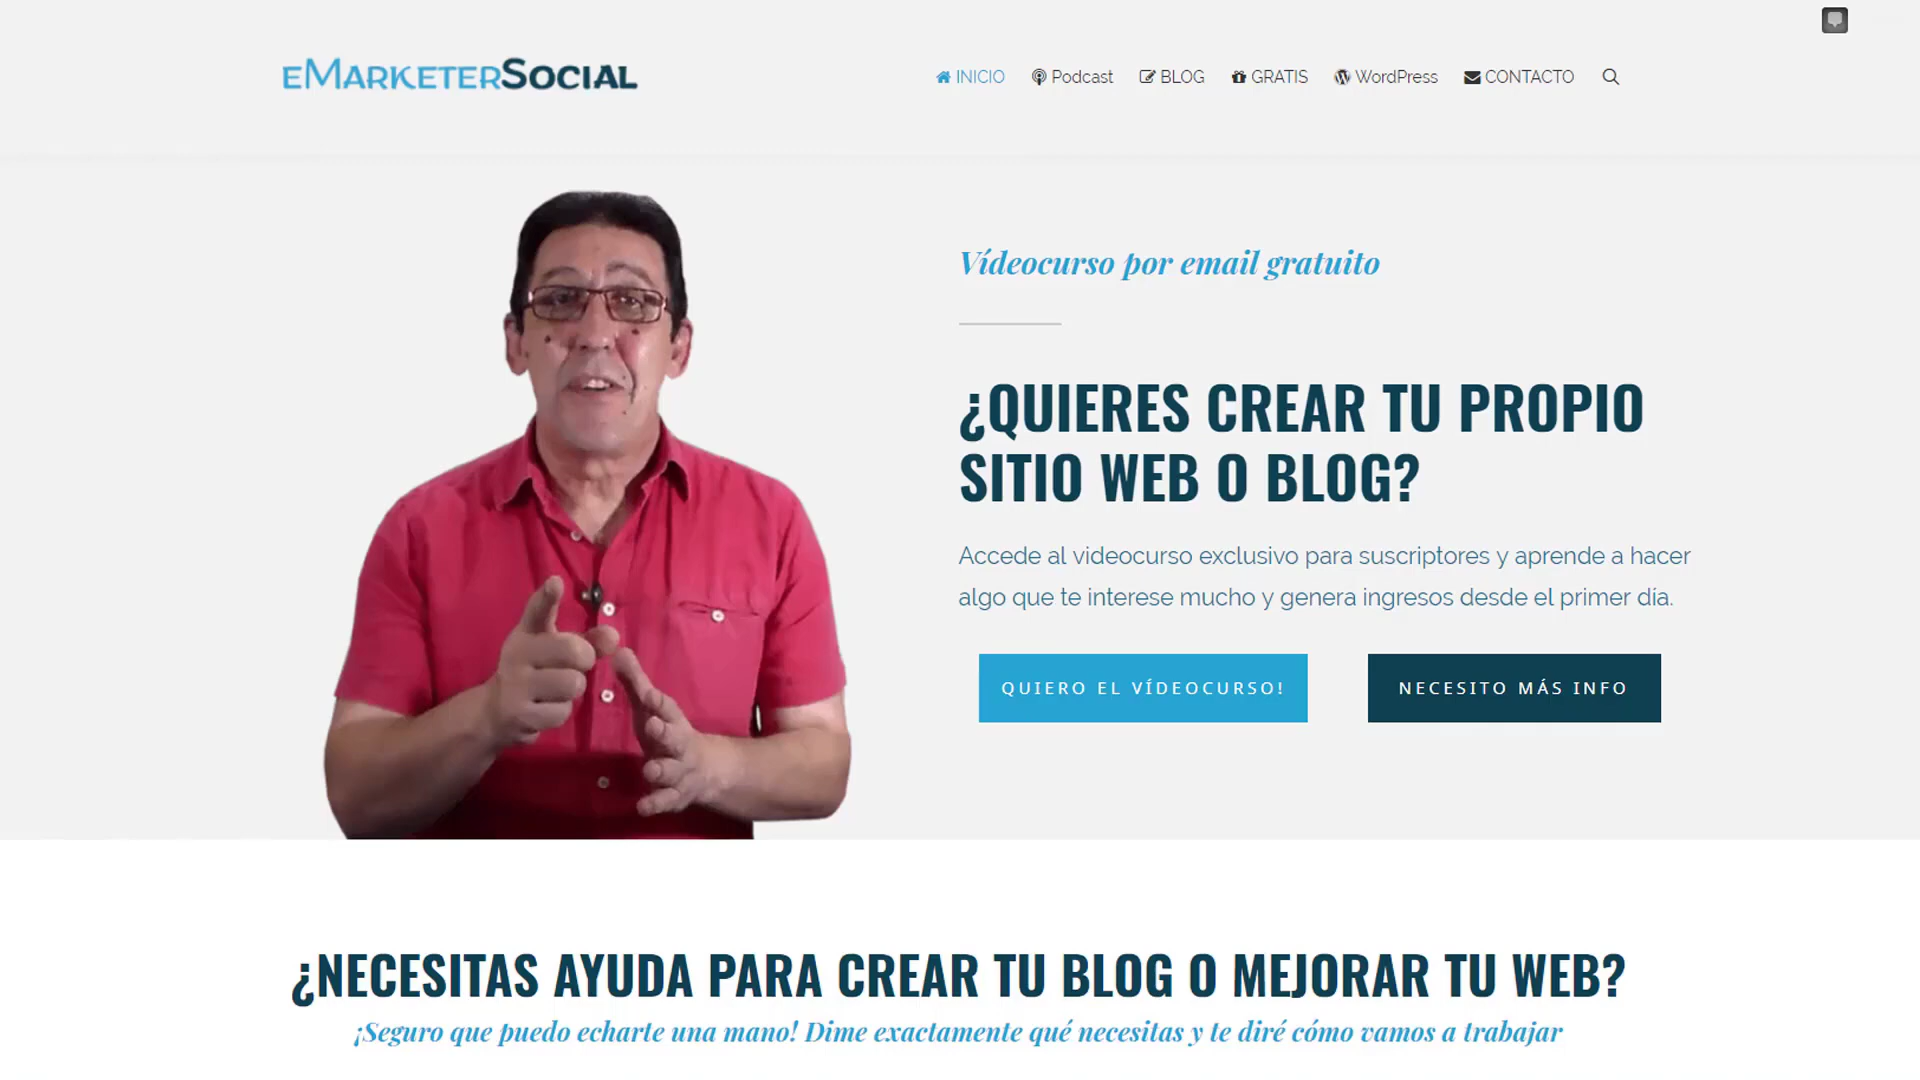 eMarketerSocial
INICIO Podcast BLOG GRATIS WordPress CONTACTO
Vídeocurso por email gratuito
¿QUIERES CREAR TU PROPIO
SITIO WEB O BLOG?
Accede al videocurso exclusivo para suscriptores y aprende a hacer
algo que te interese mucho y genera ingresos desde el primer día.
QUIERO EL VÍDEOCURSO!
NECESITO MÁS INFO
¿NECESITAS AYUDA PARA CREAR TU BLOG O MEJORAR TU WEB?
¡Seguro que puedo echarte una mano! Dime exactamente qué necesitas y te diré cómo vamos a trabajar